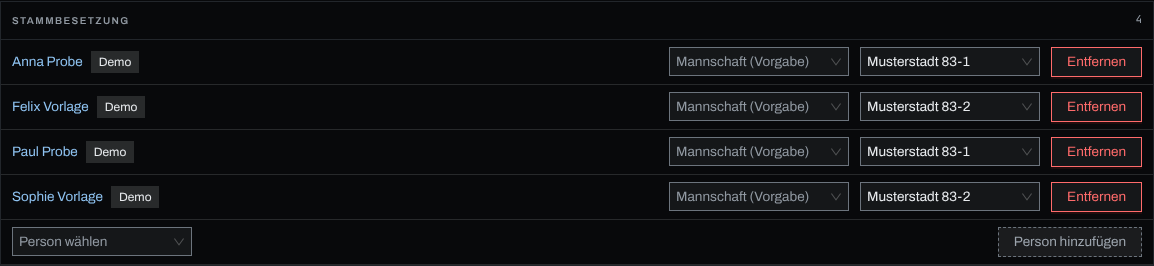 STAMMBESETZUNG 4
Anna Probe Demo Mannschaft (Vorgabe) Musterstadt 83-1 Entfernen
Felix Vorlage Demo Mannschaft (Vorgabe) Musterstadt 83-2 Entfernen
Paul Probe Demo Mannschaft (Vorgabe) Musterstadt 83-1 Entfernen
Sophie Vorlage Demo Mannschaft (Vorgabe) Musterstadt 83-2 Entfernen
Person wählen Person hinzufügen